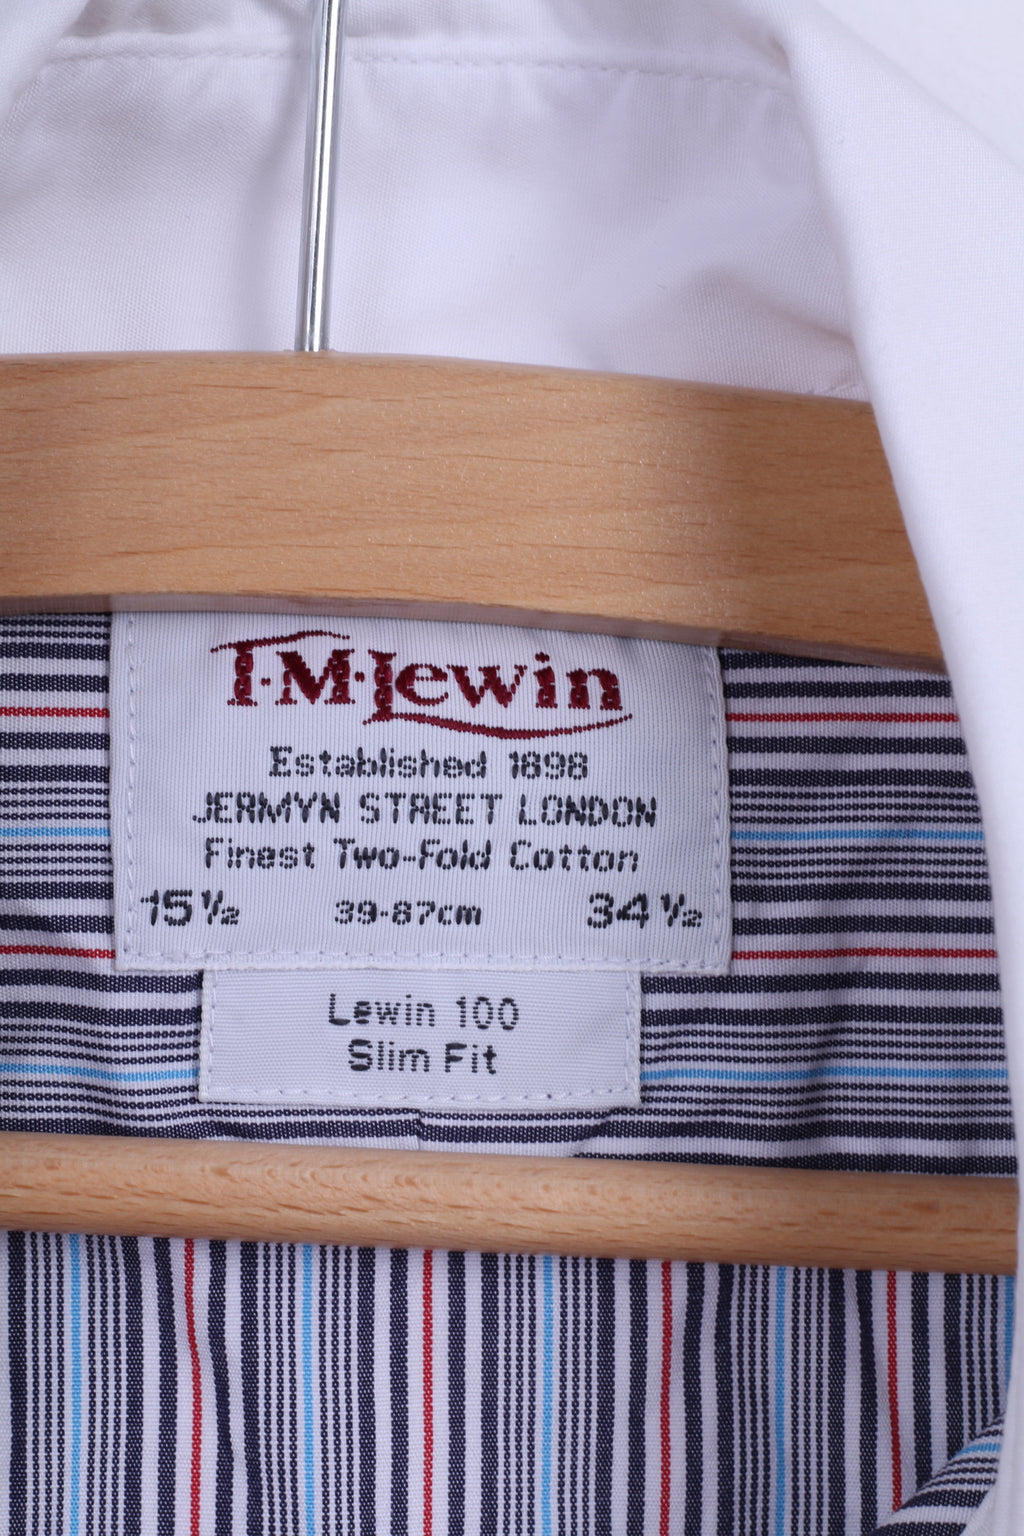 T·M·Lewin
Established 1898
JERMYN STREET LONDON
Finest Two-Fold Cotton
15½ 39-87cm 34½
Lewin 100
Slim Fit